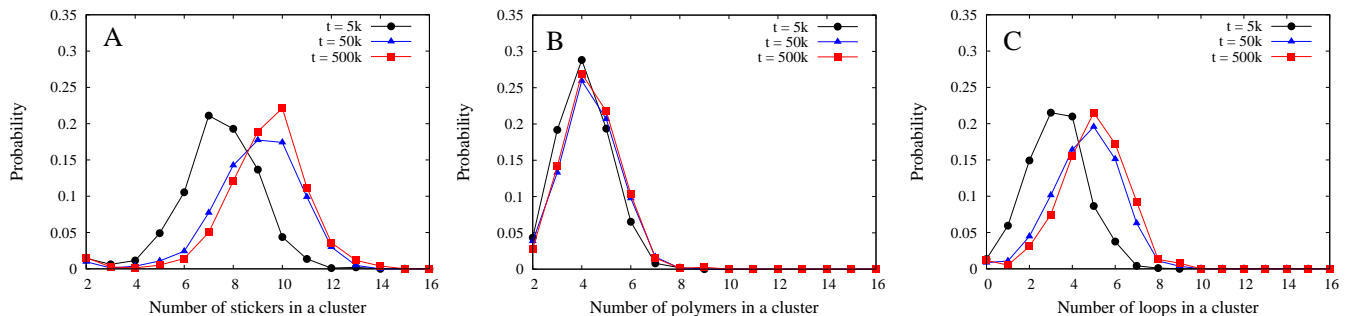 A
t = 5k
t = 50k
t = 500k
0.35
0.3
0.25
0.2
0.15
0.1
0.05
0
2 4 6 8 10 12 14 16
Probability
Number of stickers in a cluster
B
t = 5k
t = 50k
t = 500k
0.35
0.3
0.25
0.2
0.15
0.1
0.05
0
2 4 6 8 10 12 14 16
Probability
Number of polymers in a cluster
C
t = 5k
t = 50k
t = 500k
0.35
0.3
0.25
0.2
0.15
0.1
0.05
0
0 2 4 6 8 10 12 14 16
Probability
Number of loops in a cluster